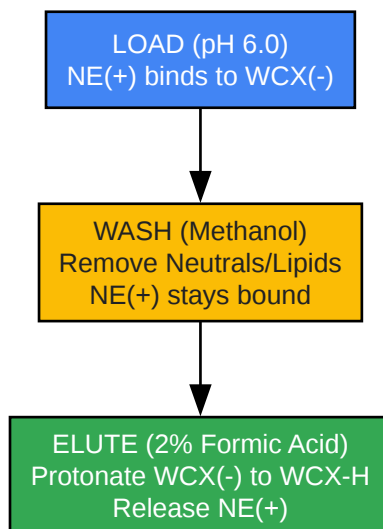 LOAD (pH 6.0)
NE(+) binds to WCX(-)
WASH (Methanol)
Remove Neutrals/Lipids
NE(+) stays bound
ELUTE (2% Formic Acid)
Protonate WCX(-) to WCX-H
Release NE(+)